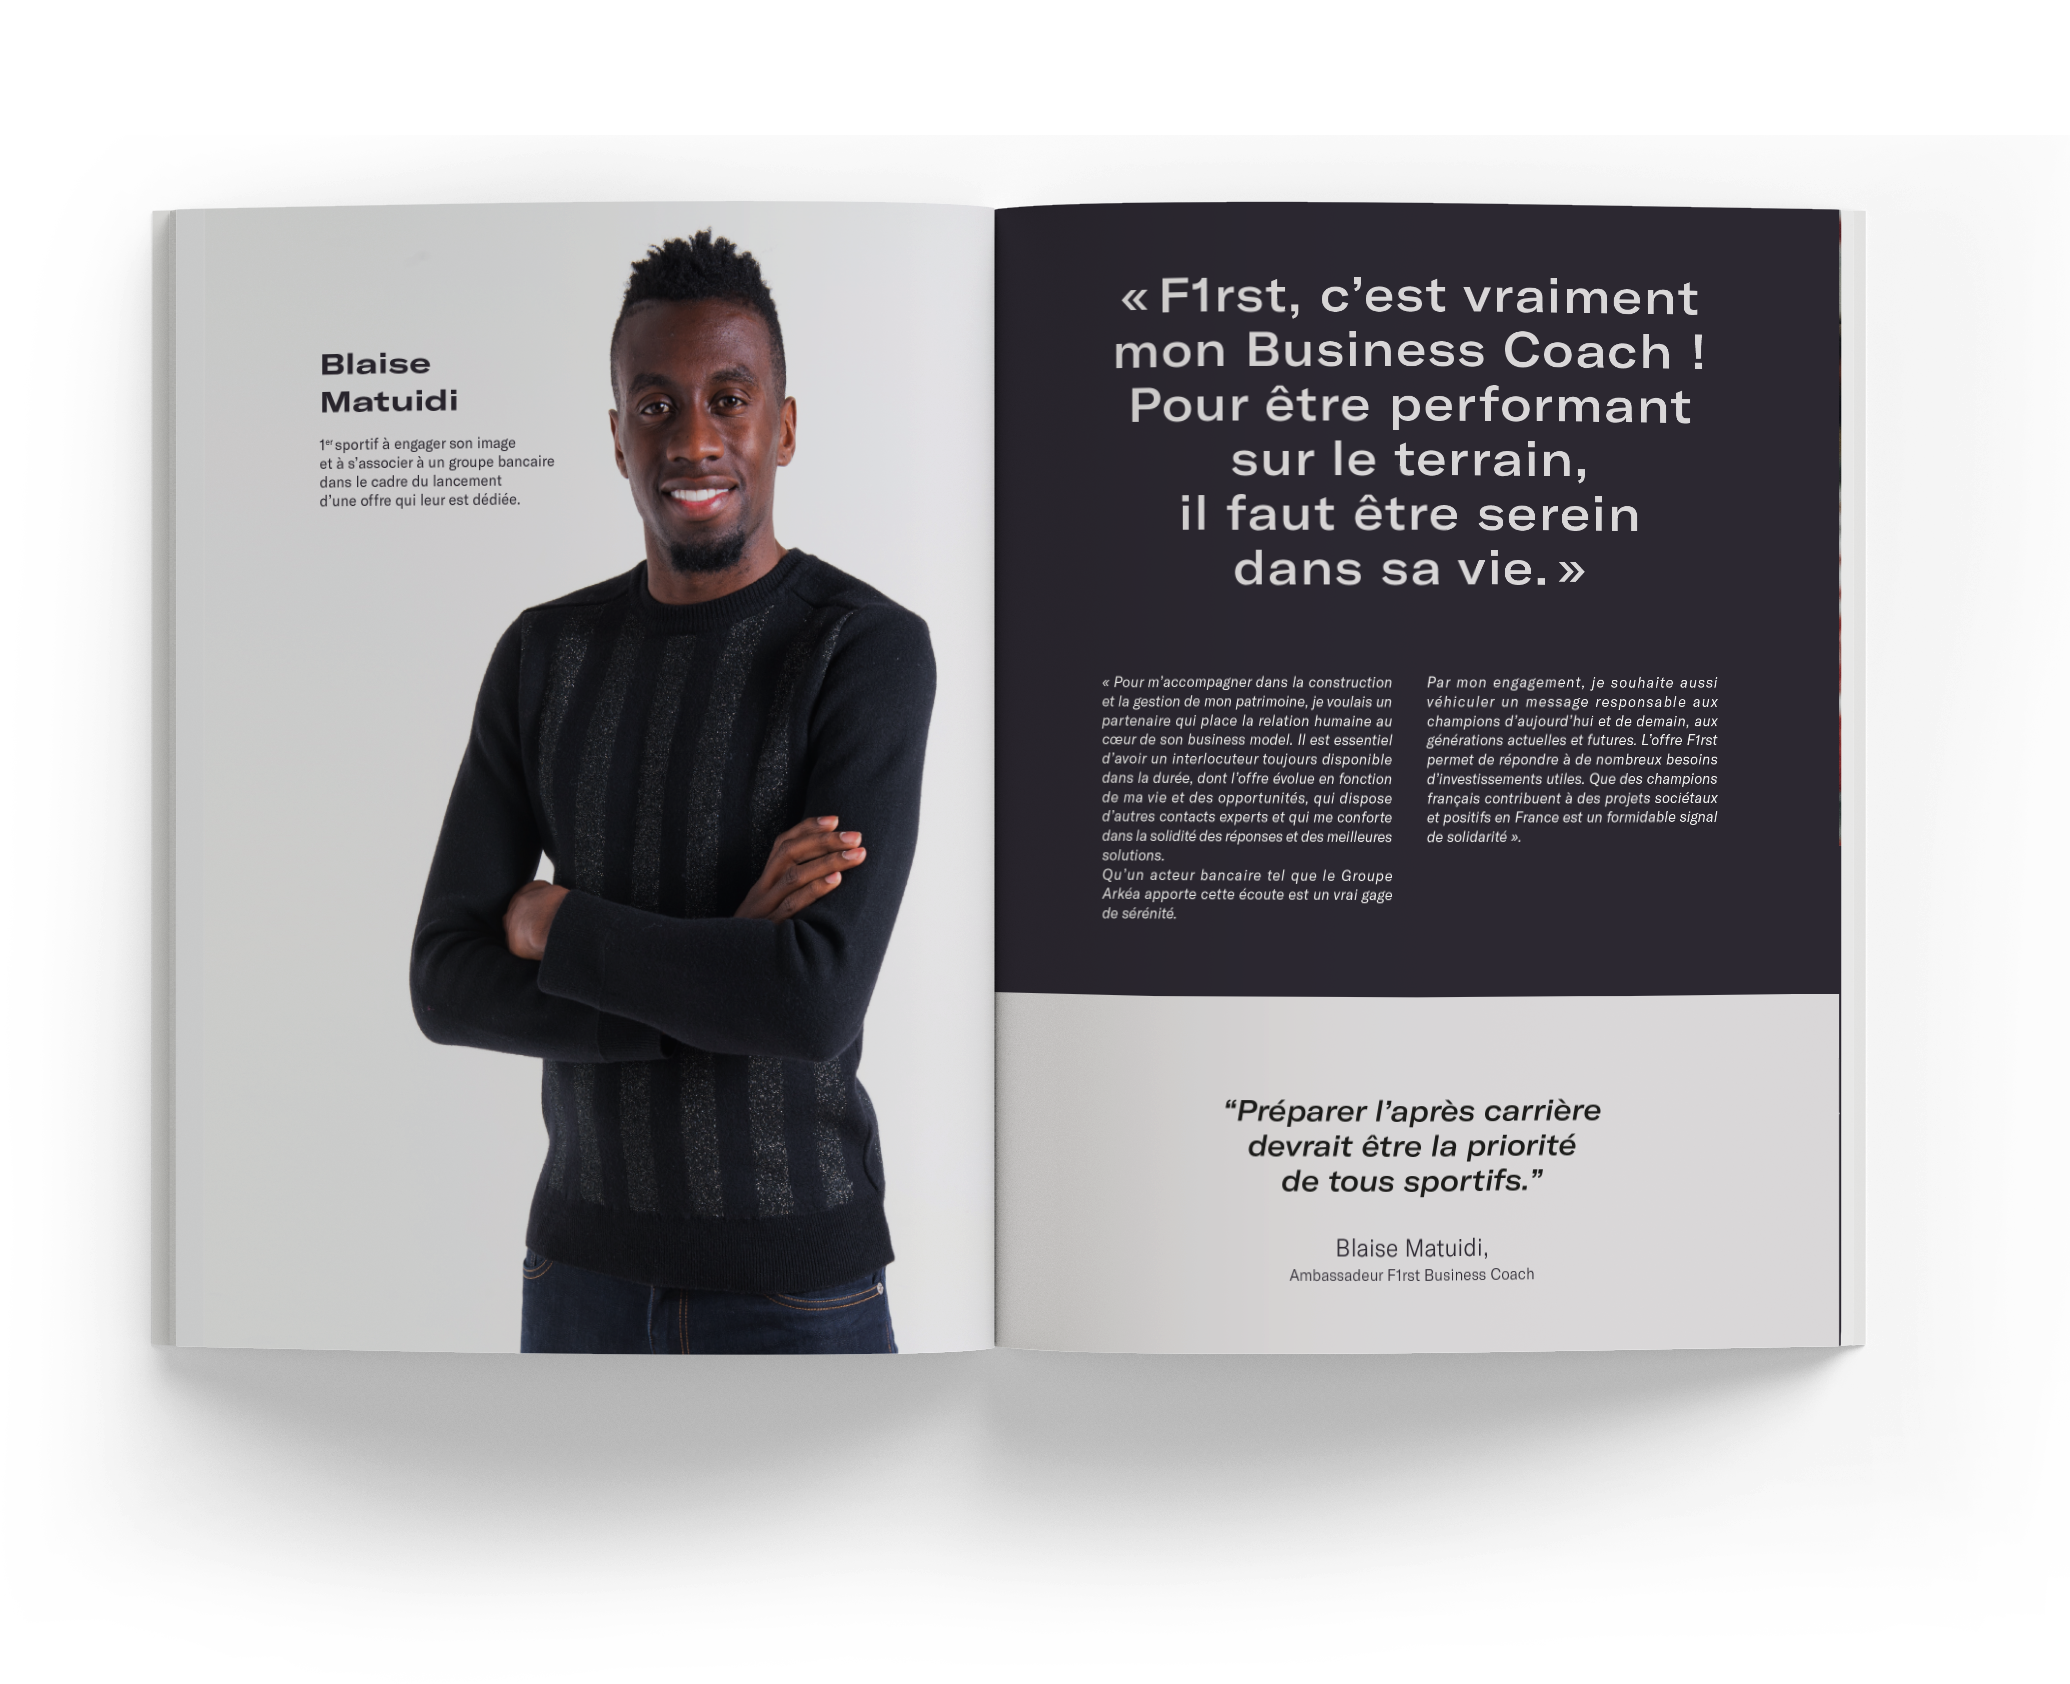 Blaise
Matuidi
1er sportif à engager son image
et à s'associer à un groupe bancaire
dans le cadre du lancement
d'une offre qui leur est dédiée.
« F1rst, c'est vraiment
mon Business Coach !
Pour être performant
sur le terrain,
il faut être serein
dans sa vie. »
« Pour m'accompagner dans la construction
et la gestion de mon patrimoine, je voulais un
partenaire qui place la relation humaine au
cœur de son business model. Il est essentiel
d'avoir un interlocuteur toujours disponible
dans la durée, dont l'offre évolue en fonction
de ma vie et des opportunités, qui dispose
d'autres contacts experts et qui me conforte
dans la solidité des réponses et des meilleures
solutions.
Qu'un acteur bancaire tel que le Groupe
Arkéa apporte cette écoute est un vrai gage
de sérénité.
Par mon engagement, je souhaite aussi
véhiculer un message responsable aux
champions d'aujourd'hui et de demain, aux
générations actuelles et futures. L'offre F1rst
permet de répondre à de nombreux besoins
d'investissements utiles. Que des champions
français contribuent à des projets sociétaux
et positifs en France est un formidable signal
de solidarité ».
“Préparer l'après carrière
devrait être la priorité
de tous sportifs.”
Blaise Matuidi,
Ambassadeur F1rst Business Coach